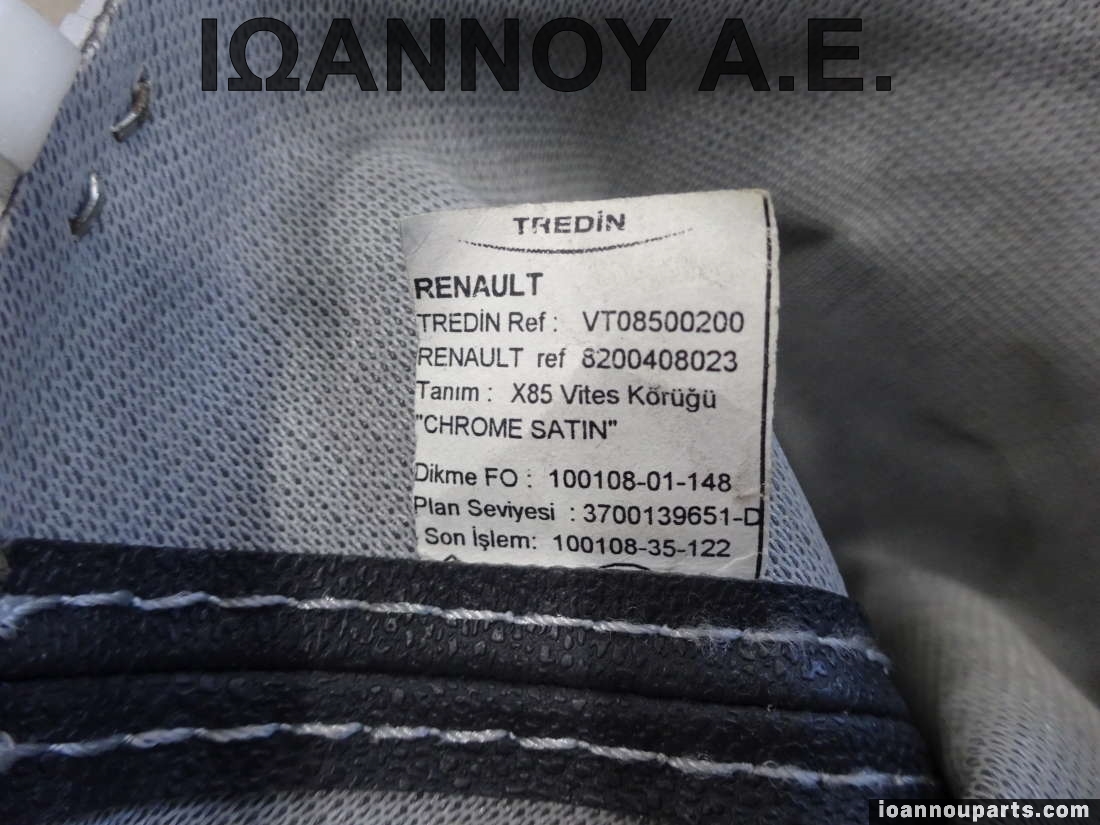 ΙΩΑΝΝΟΥ Α.Ε.
TREDİN
RENAULT
TREDİN Ref : VT08500200
RENAULT ref 8200408023
Tanım : X85 Vites Körüğü
"CHROME SATIN"
Dikme FO : 100108-01-148
Plan Seviyesi : 3700139651-D
Son İşlem: 100108-35-122
ioannouparts.com